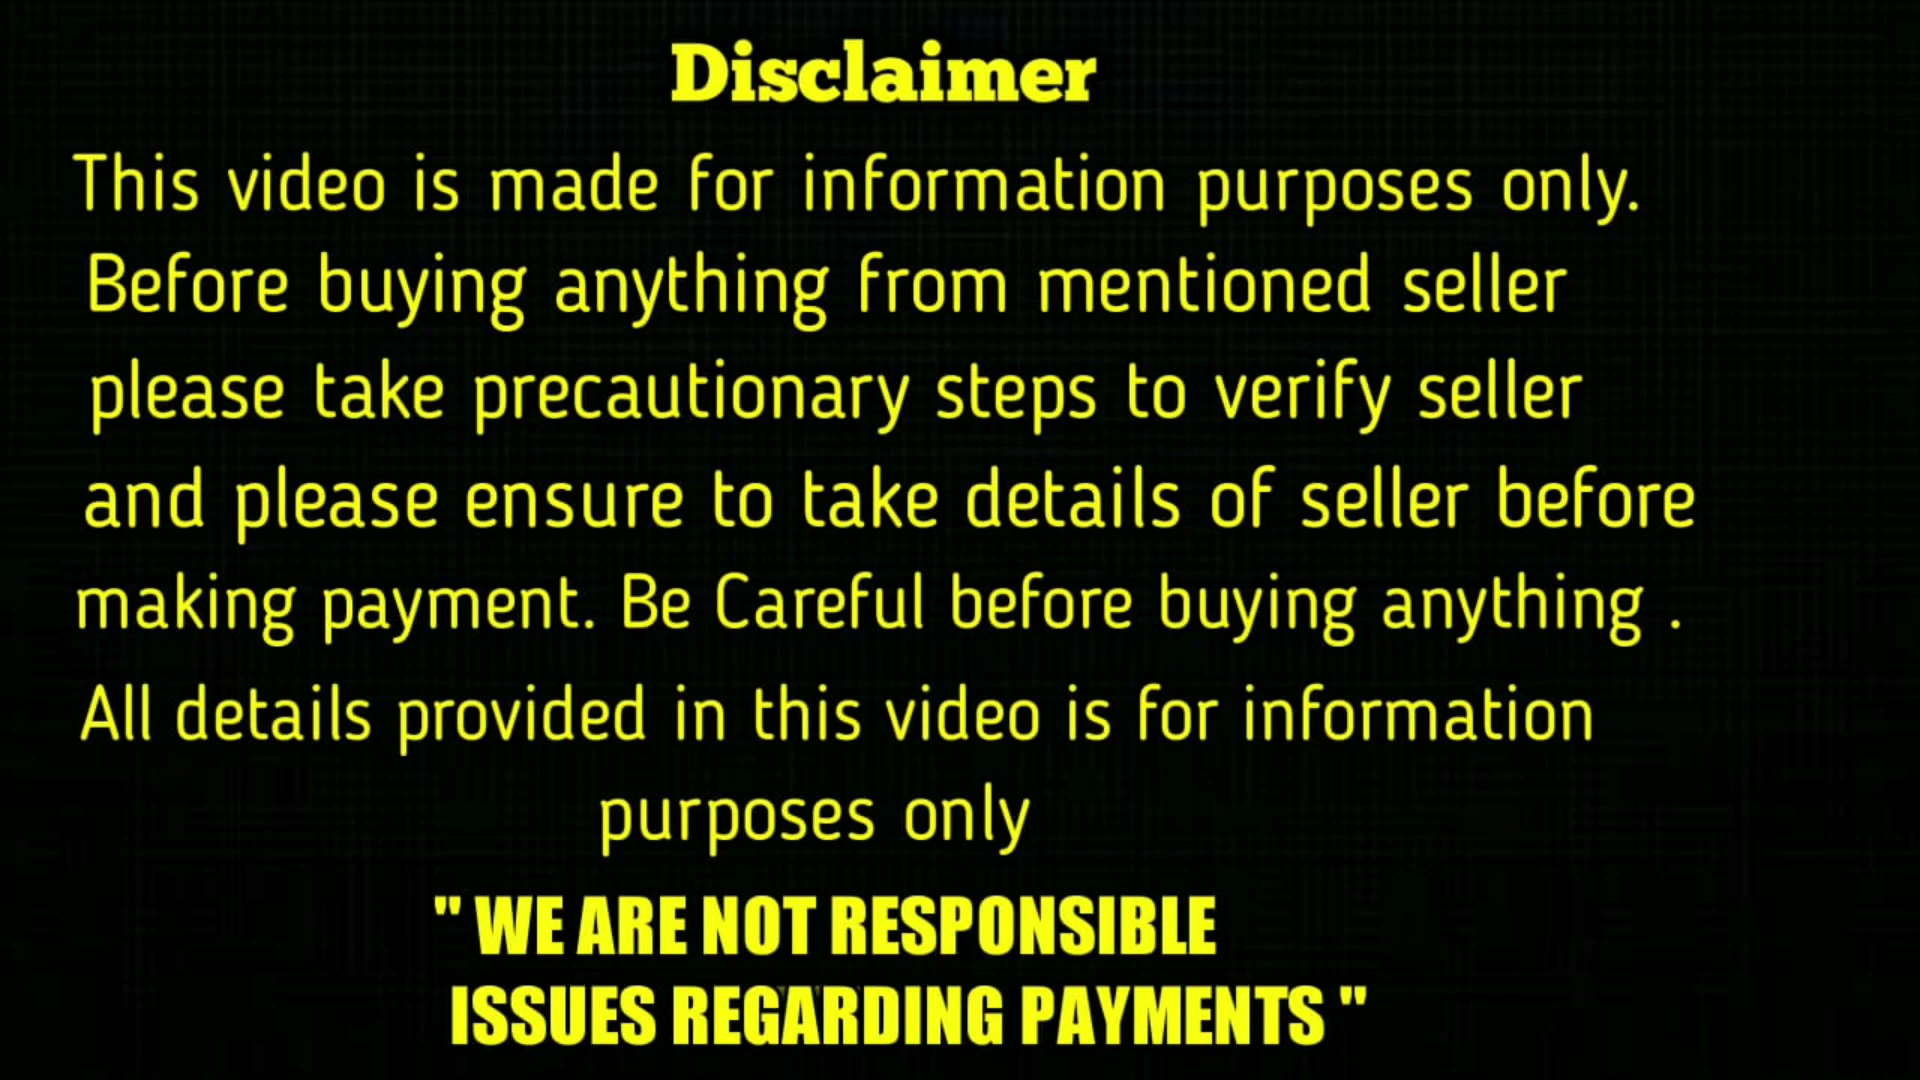 Disclaimer
This video is made for information purposes only.
Before buying anything from mentioned seller
please take precautionary steps to verify seller
and please ensure to take details of seller before
making payment. Be Careful before buying anything .
All details provided in this video is for information
purposes only
" WE ARE NOT RESPONSIBLE
ISSUES REGARDING PAYMENTS "